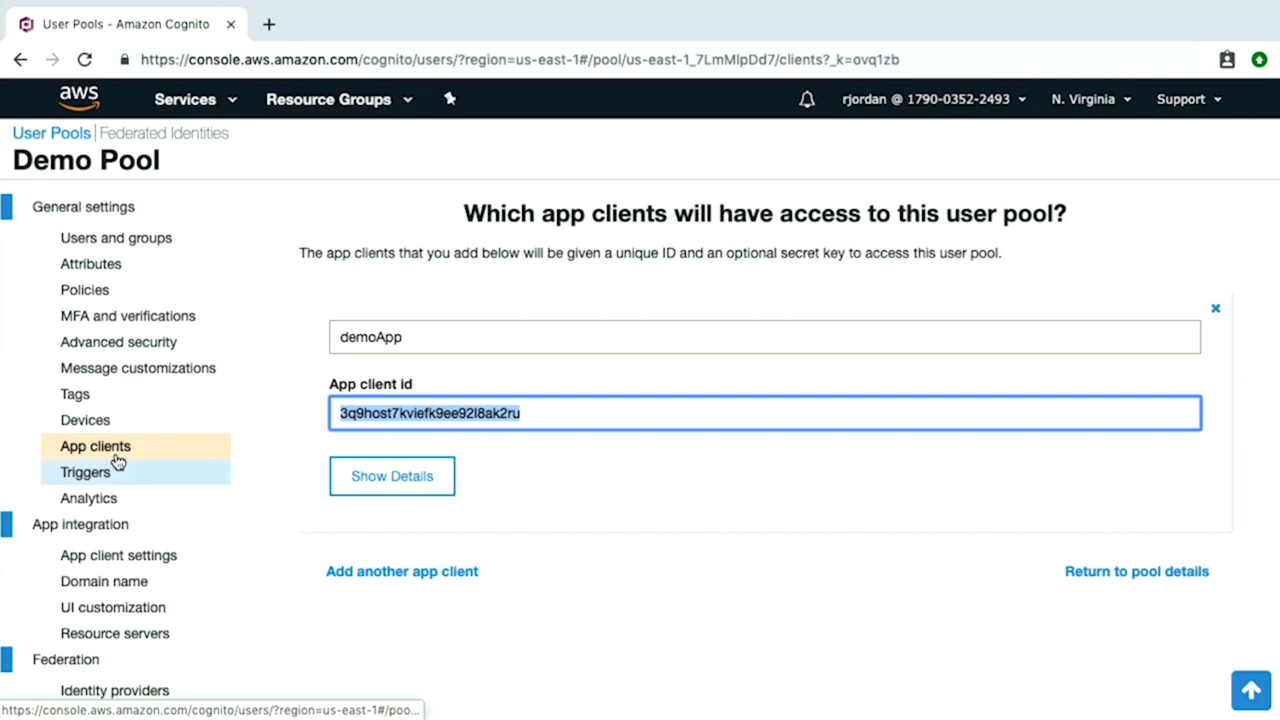 User Pools - Amazon Cognito
https://console.aws.amazon.com/cognito/users/?region=us-east-1#/pool/us-east-1_7LmMlpDd7/clients?_k=ovq1zb
aws Services Resource Groups rjordan @ 1790-0352-2493 N. Virginia Support
User Pools | Federated Identities
Demo Pool
General settings
Users and groups
Attributes
Policies
MFA and verifications
Advanced security
Message customizations
Tags
Devices
App clients
Triggers
Analytics
App integration
App client settings
Domain name
UI customization
Resource servers
Federation
Identity providers
Which app clients will have access to this user pool?
The app clients that you add below will be given a unique ID and an optional secret key to access this user pool.
demoApp
App client id
3q9host7kviefk9ee92l8ak2ru
Show Details
Add another app client
Return to pool details
https://console.aws.amazon.com/cognito/users/?region=us-east-1#/poo...